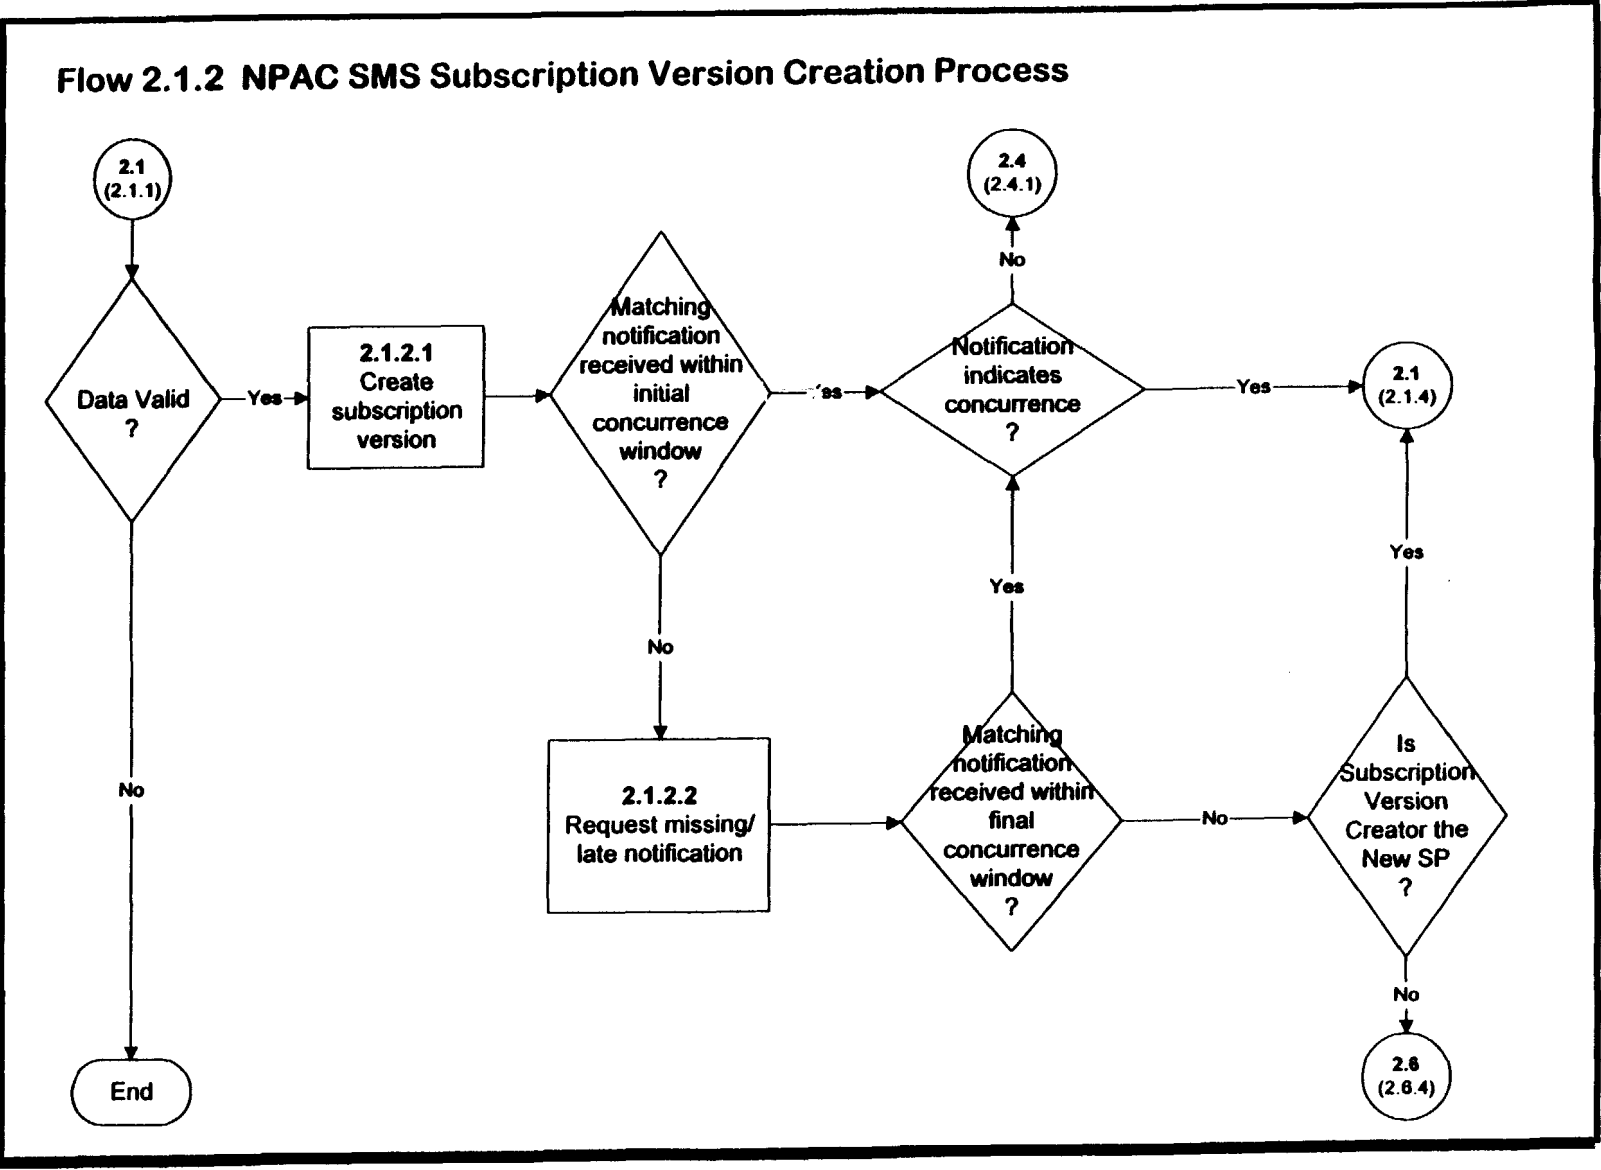 Flow 2.1.2 NPAC SMS Subscription Version Creation Process
2.1
(2.1.1)
Data Valid
?
Yes
2.1.2.1
Create
subscription
version
Matching
notification
received within
initial
concurrence
window
?
es
Notification
indicates
concurrence
?
No
2.4
(2.4.1)
Yes
2.1
(2.1.4)
No
2.1.2.2
Request missing/
late notification
Matching
notification
received within
final
concurrence
window
?
Yes
No
Is
Subscription
Version
Creator the
New SP
?
Yes
No
2.6
(2.6.4)
No
End